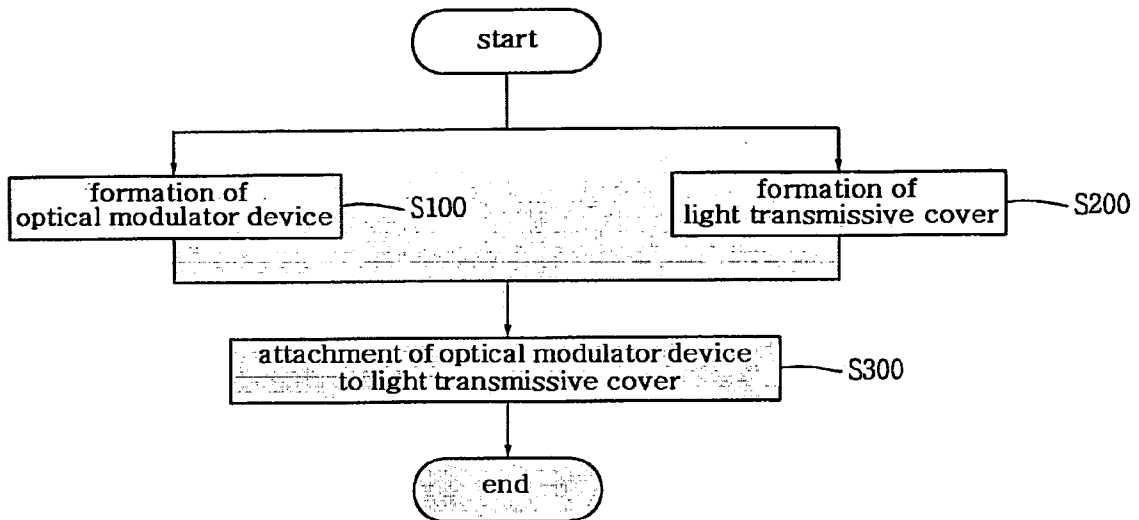 start
formation of
optical modulator device
S100
formation of
light transmissive cover
S200
attachment of optical modulator device
to light transmissive cover
S300
end